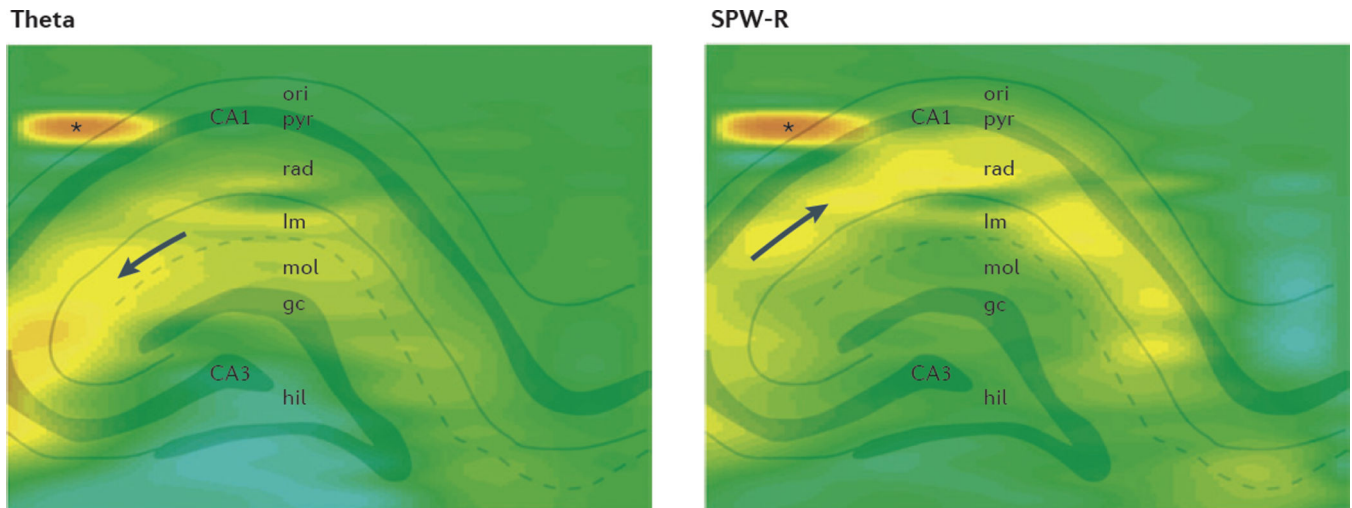 Theta
*
ori
CA1 pyr
rad
lm
mol
gc
CA3
hil
SPW-R
*
ori
CA1 pyr
rad
lm
mol
gc
CA3
hil